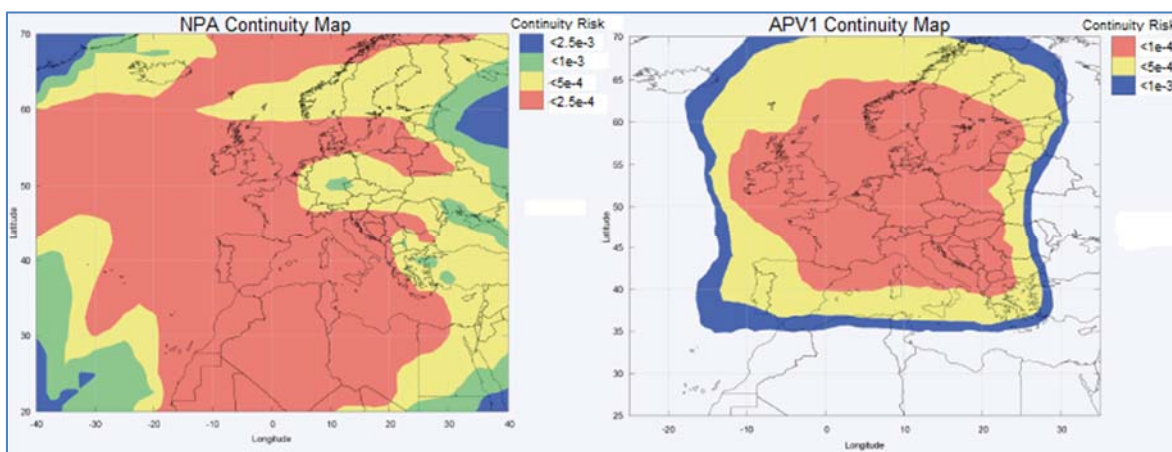 NPA Continuity Map
Continuity Risk
<2.5e-3
<1e-3
<5e-4
<2.5e-4
70
60
50
40
30
20
Latitude
-40
-30
-20
-10
0
10
20
30
40
Longitude
APV1 Continuity Map
Continuity Risk
<1e-4
<5e-4
<1e-3
70
65
60
55
50
45
40
35
30
25
Latitude
-20
-10
0
10
20
30
Longitude